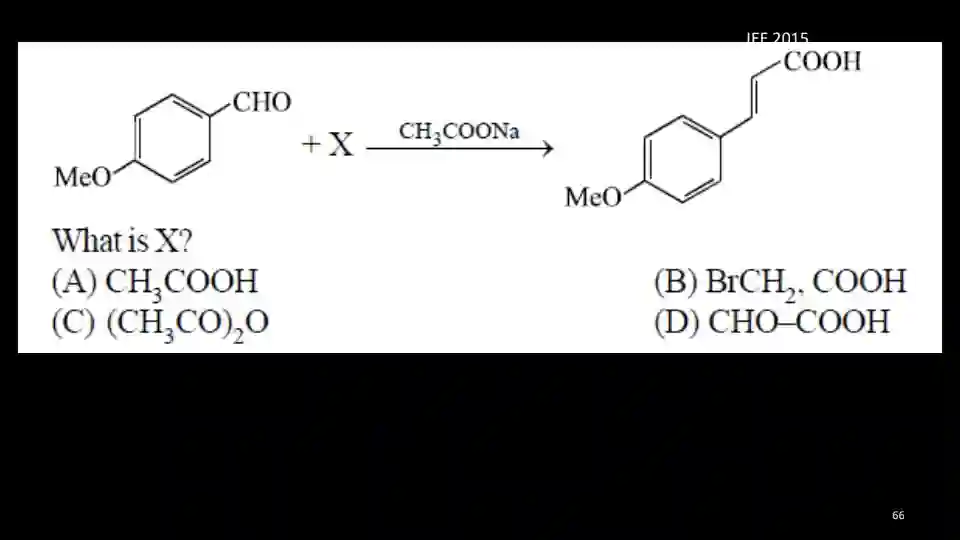 JEE 2015
COOH
CHO
+ X
CH₃COONa
MeO
MeO
What is X?
(A) CH₃COOH
(B) BrCH₂, COOH
(C) (CH₃CO)₂O
(D) CHO–COOH
66